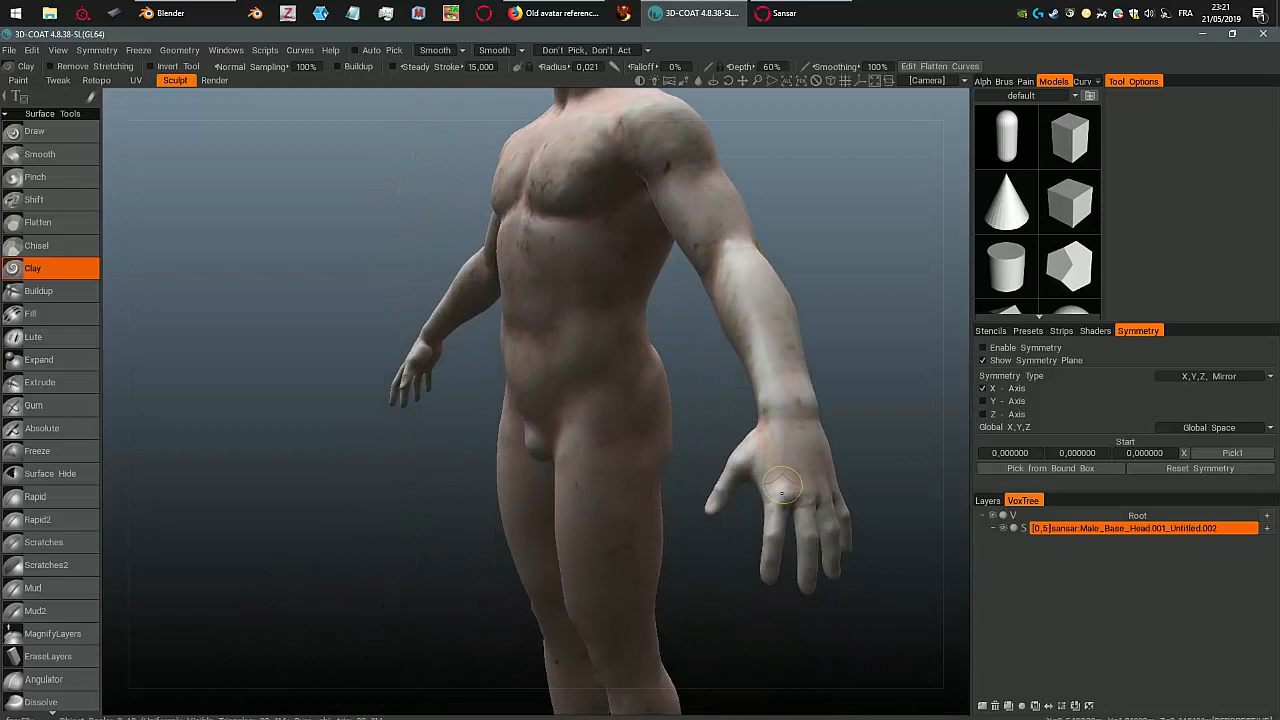 Blender
Old avatar referenc...
3D-COAT 4.8.38-SL(...
Sansar
FRA
23:21
21/05/2019
3D-COAT 4.8.38-SL(GL64)
File Edit View Symmetry Freeze Geometry Windows Scripts Curves Help Auto Pick Smooth Smooth Don't Pick, Don't Act
Clay Remove Stretching Invert Tool Normal Sampling 100% Buildup Steady Stroke 15,000 Radius 0,021 Falloff 0% Depth 60% Smoothing 100% Edit Flatten Curves
Paint Tweak Retopo UV Sculpt Render [Camera]
Alph Brus Pain Models Curv Tool Options
default
Surface Tools
Draw
Smooth
Pinch
Shift
Flatten
Chisel
Clay
Buildup
Fill
Lute
Expand
Extrude
Gum
Absolute
Freeze
Surface Hide
Rapid
Rapid2
Scratches
Scratches2
Mud
Mud2
MagnifyLayers
EraseLayers
Angulator
Dissolve
Stencils Presets Strips Shaders Symmetry
Enable Symmetry
Show Symmetry Plane
Symmetry Type X,Y,Z, Mirror
X - Axis
Y - Axis
Z - Axis
Global X,Y,Z Global Space
Start
0,000000 0,000000 0,000000 X Pick1
Pick from Bound Box Reset Symmetry
Layers VoxTree
V Root +
S [0,5]sansar:Male_Base_Head.001_Untitled.002 +